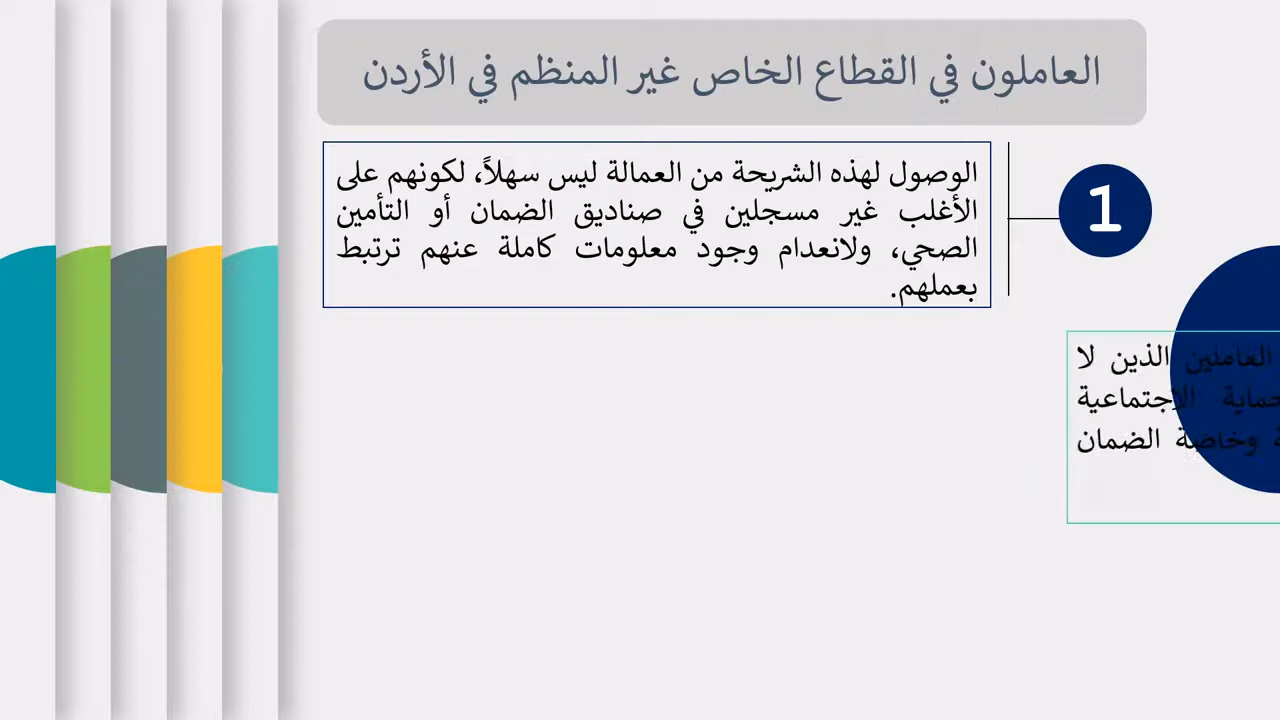 العاملون في القطاع الخاص غير المنظم في الأردن
1
الوصول لهذه الشريحة من العمالة ليس سهلاً، لكونهم على
الأغلب غير مسجلين في صناديق الضمان أو التأمين
الصحي، ولانعدام وجود معلومات كاملة عنهم ترتبط
بعملهم.
العاملين الذين لا
الاجتماعية
وخاصة الضمان